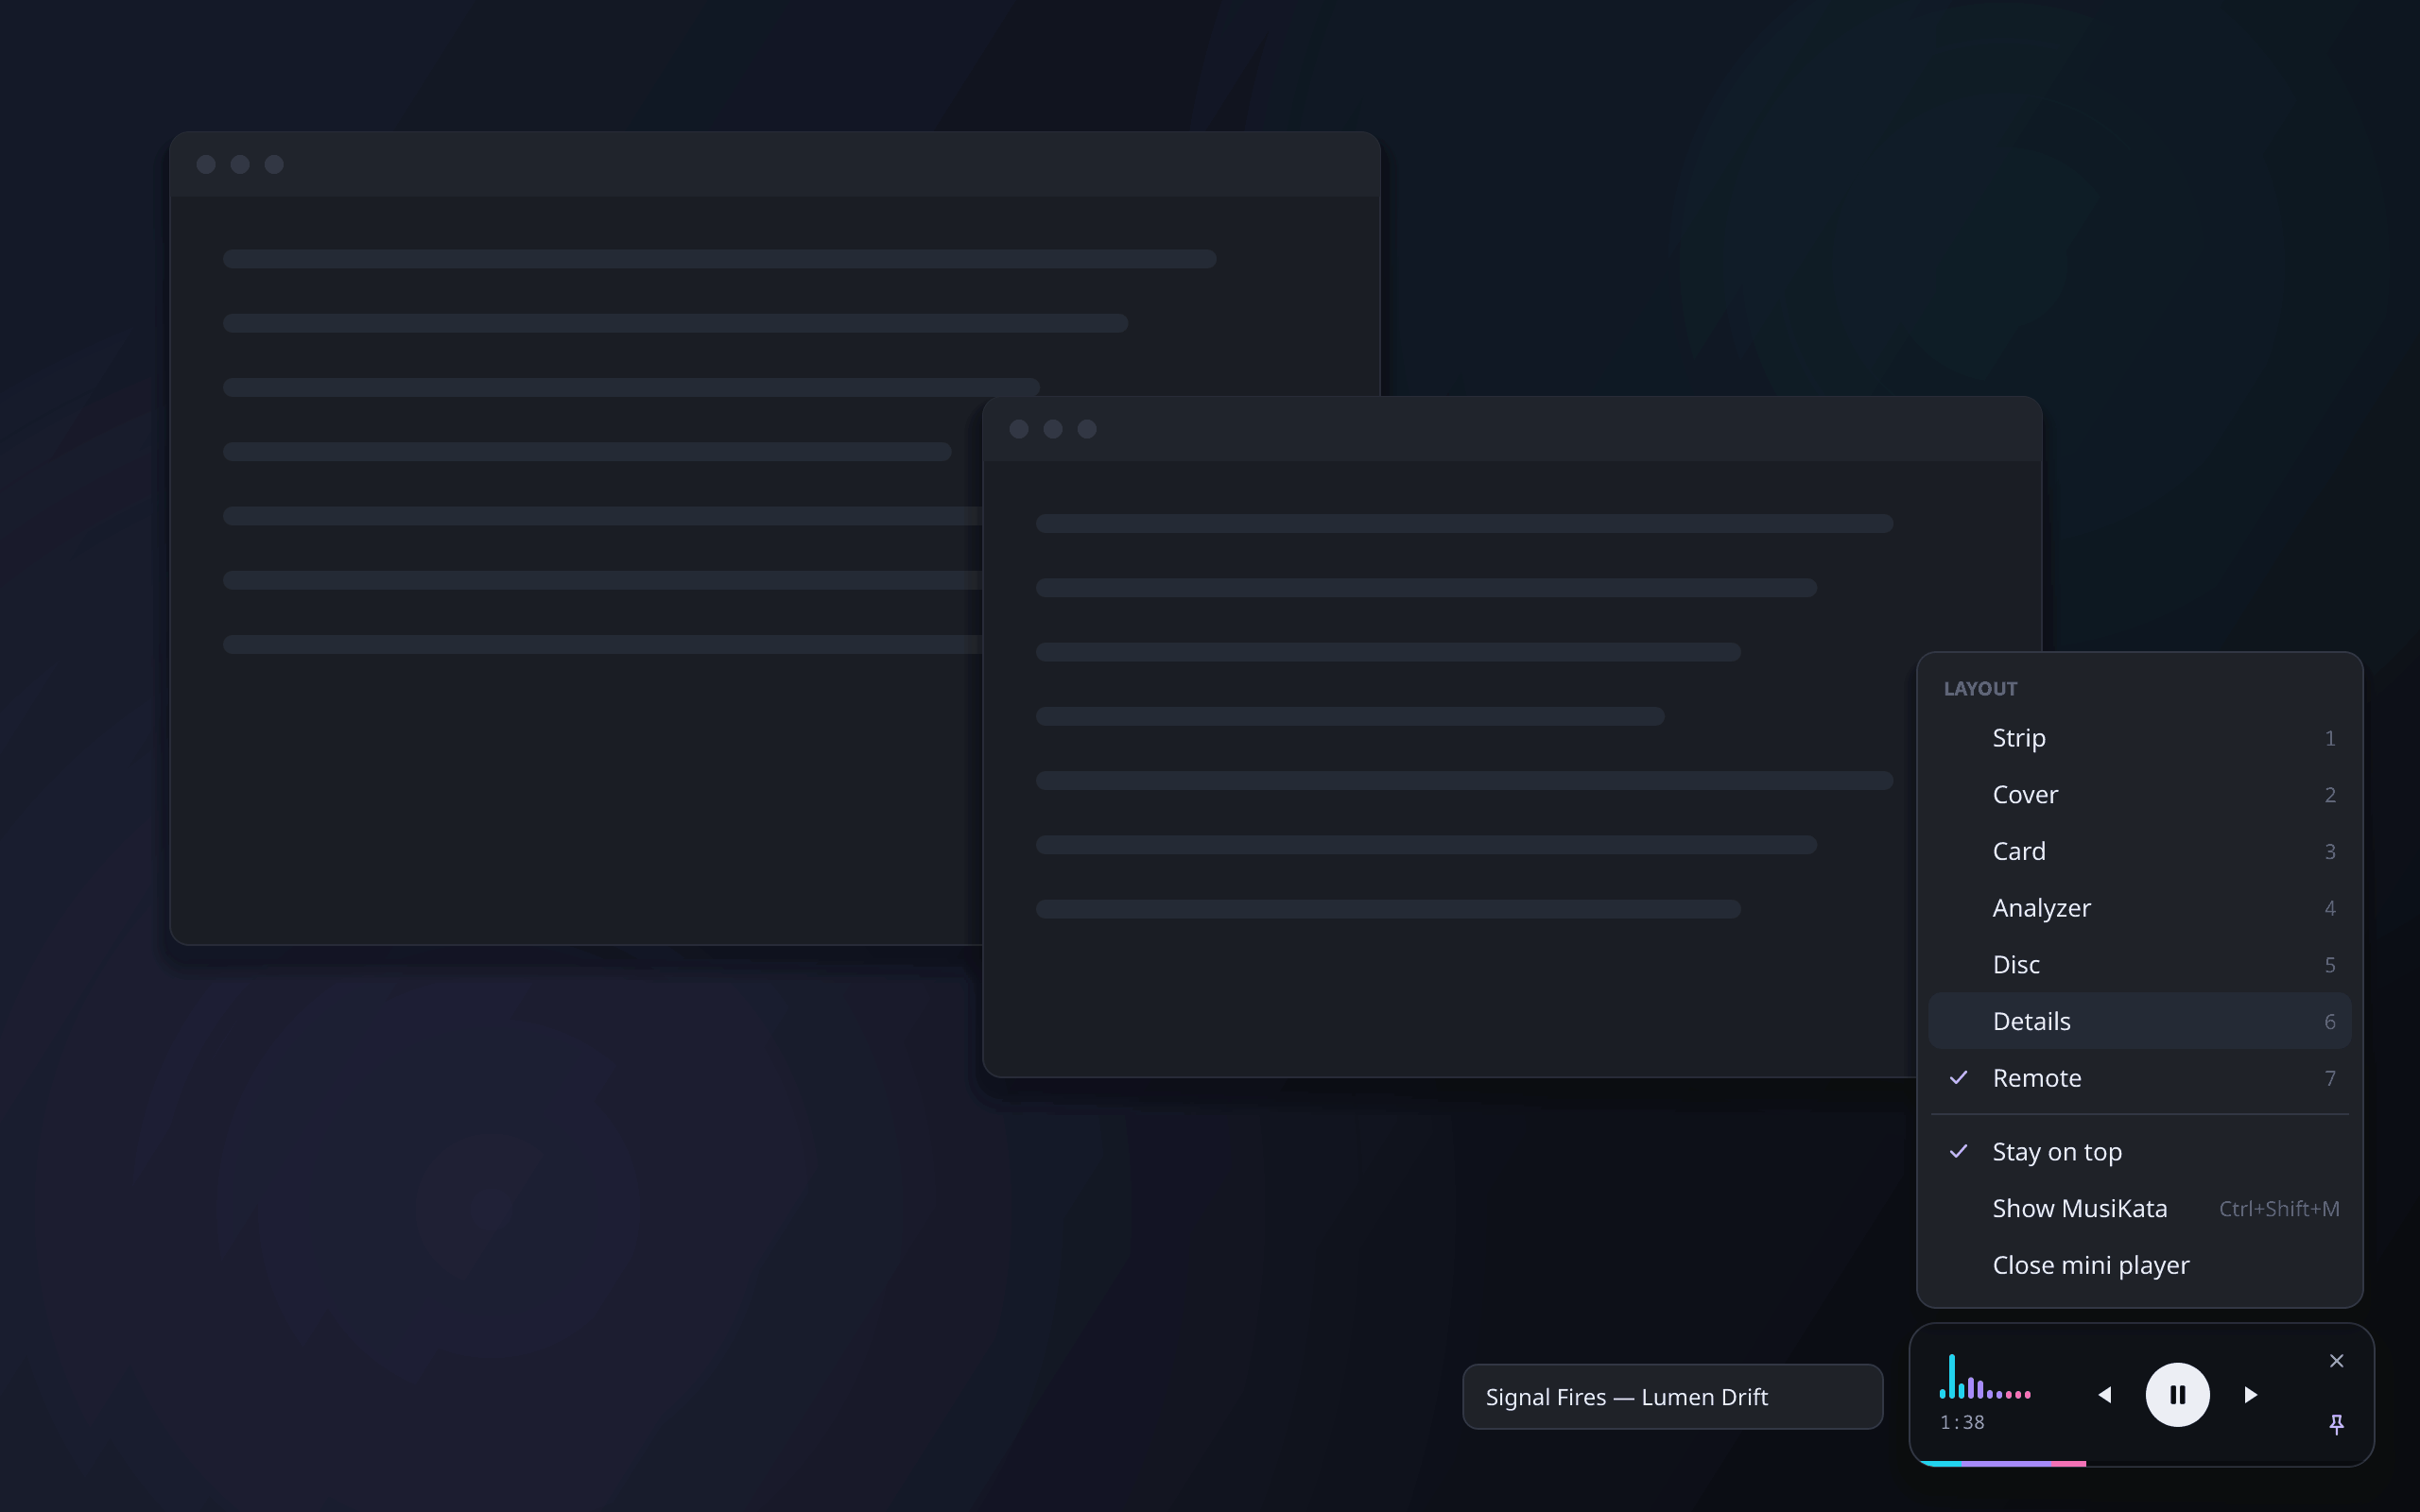 LAYOUT
Strip 1
Cover 2
Card 3
Analyzer 4
Disc 5
Details 6
Remote 7
Stay on top
Show MusiKata Ctrl+Shift+M
Close mini player
Signal Fires — Lumen Drift
1:38